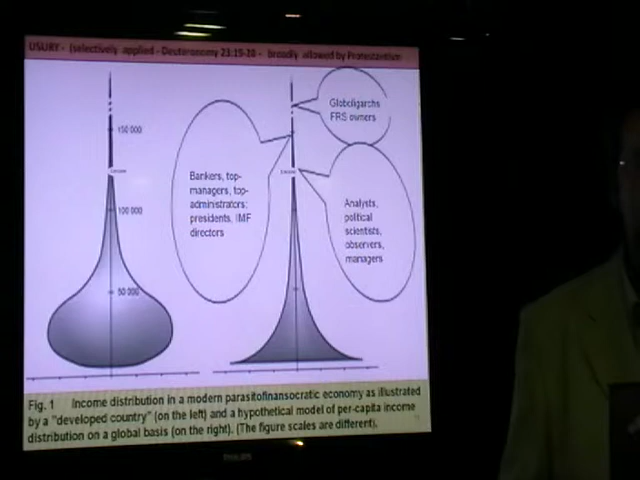 USURY - (selectively applied - Deuteronomy 23:19-20 - broadly allowed by Protestantism
150 000
100 000
50 000
Globoligarchs
FRS owners
Bankers, top-
managers, top-
administrators:
presidents, IMF
directors
Analysts,
political
scientists,
observers,
managers
Fig. 1 Income distribution in a modern parasitofinansocratic economy as illustrated
by a "developed country" (on the left) and a hypothetical model of per-capita income
distribution on a global basis (on the right). (The figure scales are different).
PHILIPS